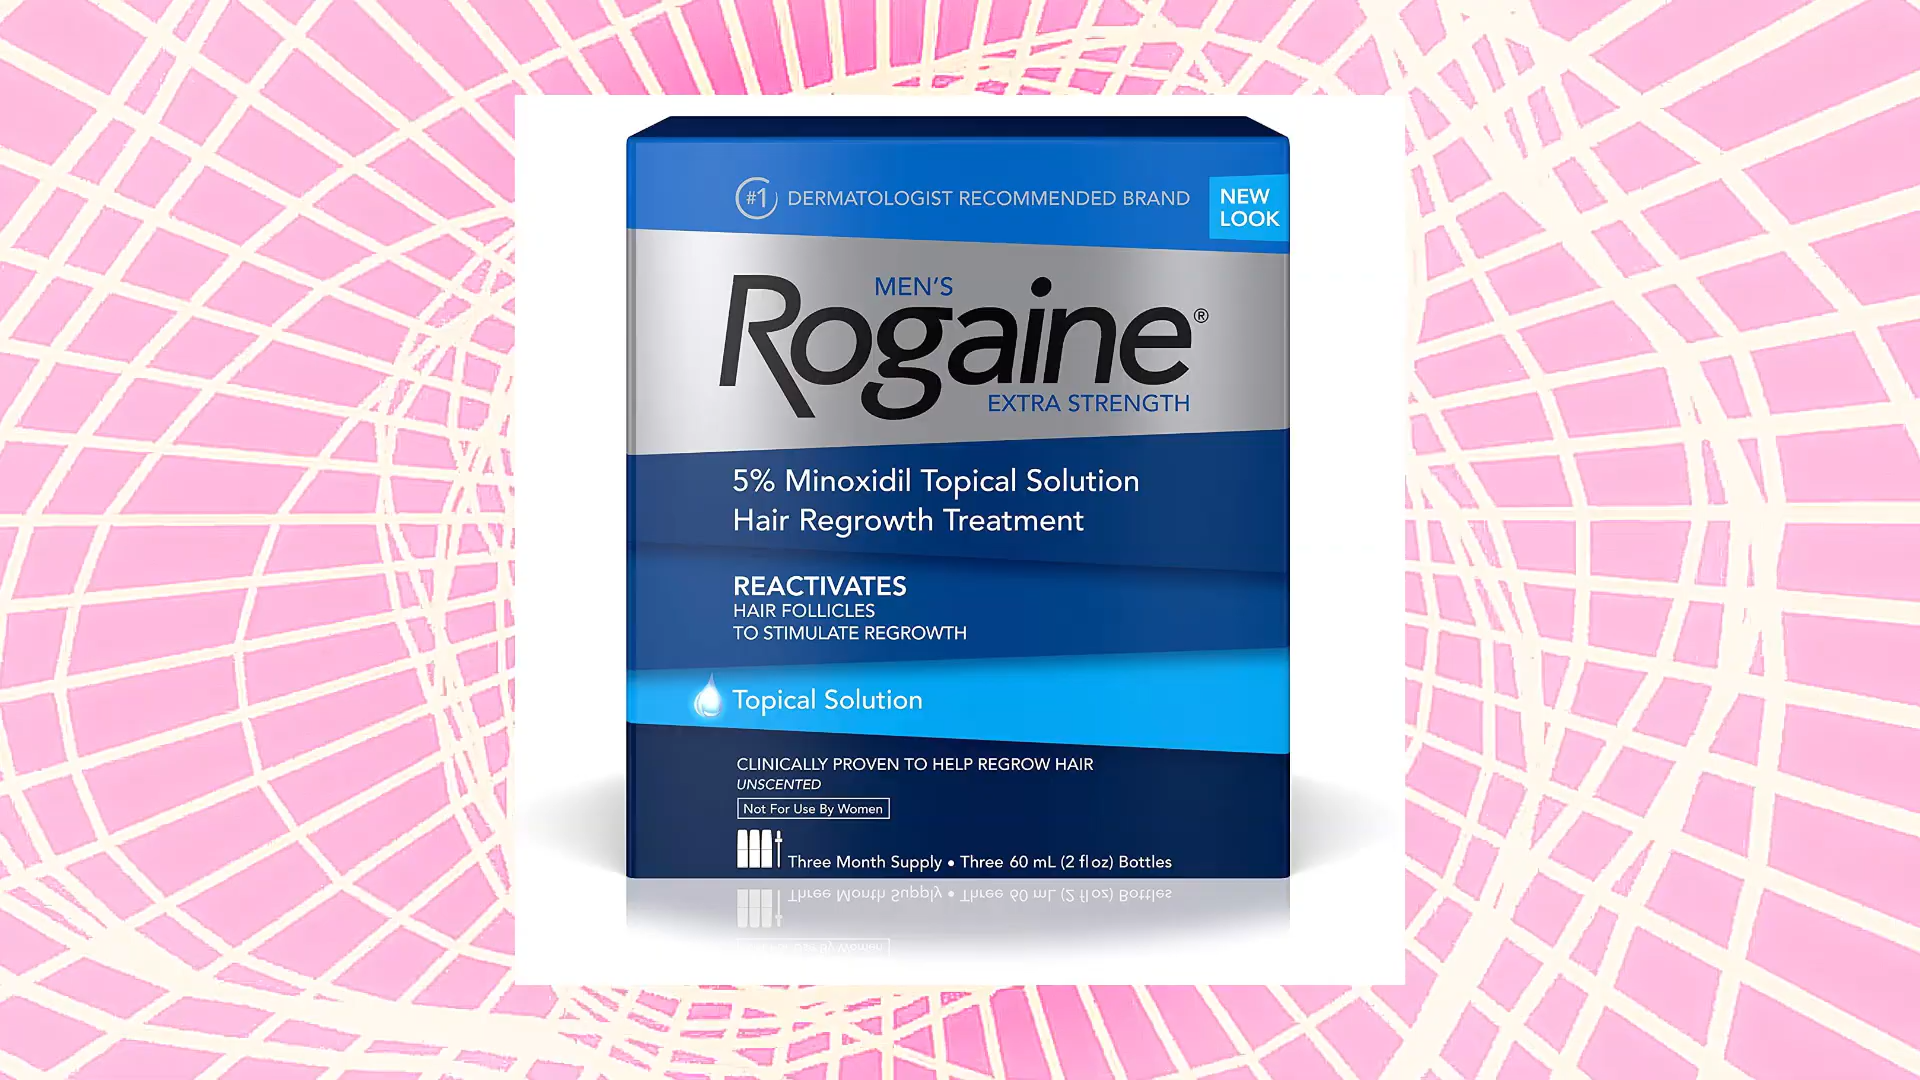 #1 DERMATOLOGIST RECOMMENDED BRAND
NEW
LOOK
MEN'S
Rogaine®
EXTRA STRENGTH
5% Minoxidil Topical Solution
Hair Regrowth Treatment
REACTIVATES
HAIR FOLLICLES
TO STIMULATE REGROWTH
Topical Solution
CLINICALLY PROVEN TO HELP REGROW HAIR
UNSCENTED
Not For Use By Women
Three Month Supply • Three 60 mL (2 fl oz) Bottles